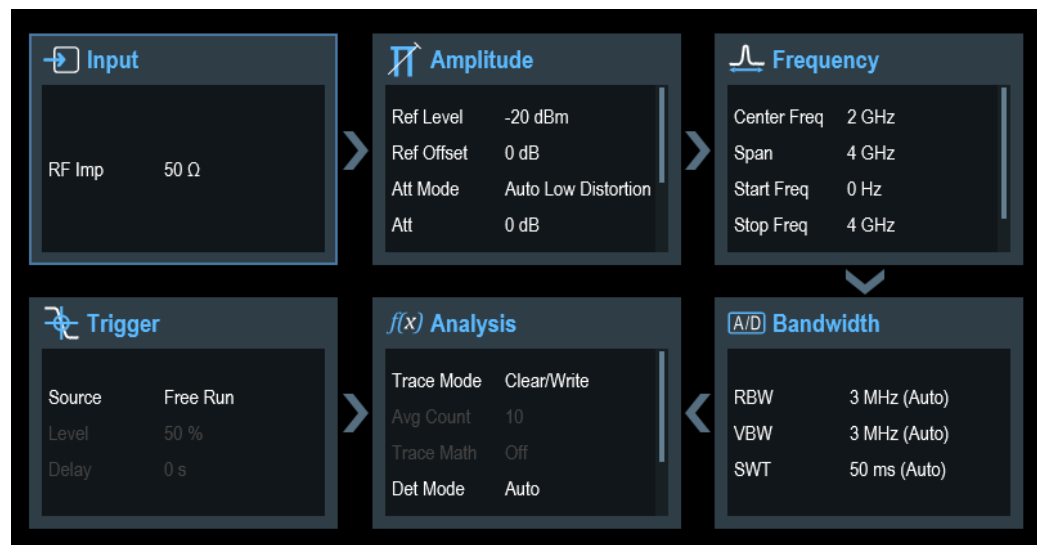 Input
RF Imp 50 Ω
Amplitude
Ref Level -20 dBm
Ref Offset 0 dB
Att Mode Auto Low Distortion
Att 0 dB
Frequency
Center Freq 2 GHz
Span 4 GHz
Start Freq 0 Hz
Stop Freq 4 GHz
Trigger
Source Free Run
Level 50 %
Delay 0 s
f(x) Analysis
Trace Mode Clear/Write
Avg Count 10
Trace Math Off
Det Mode Auto
A/D Bandwidth
RBW 3 MHz (Auto)
VBW 3 MHz (Auto)
SWT 50 ms (Auto)